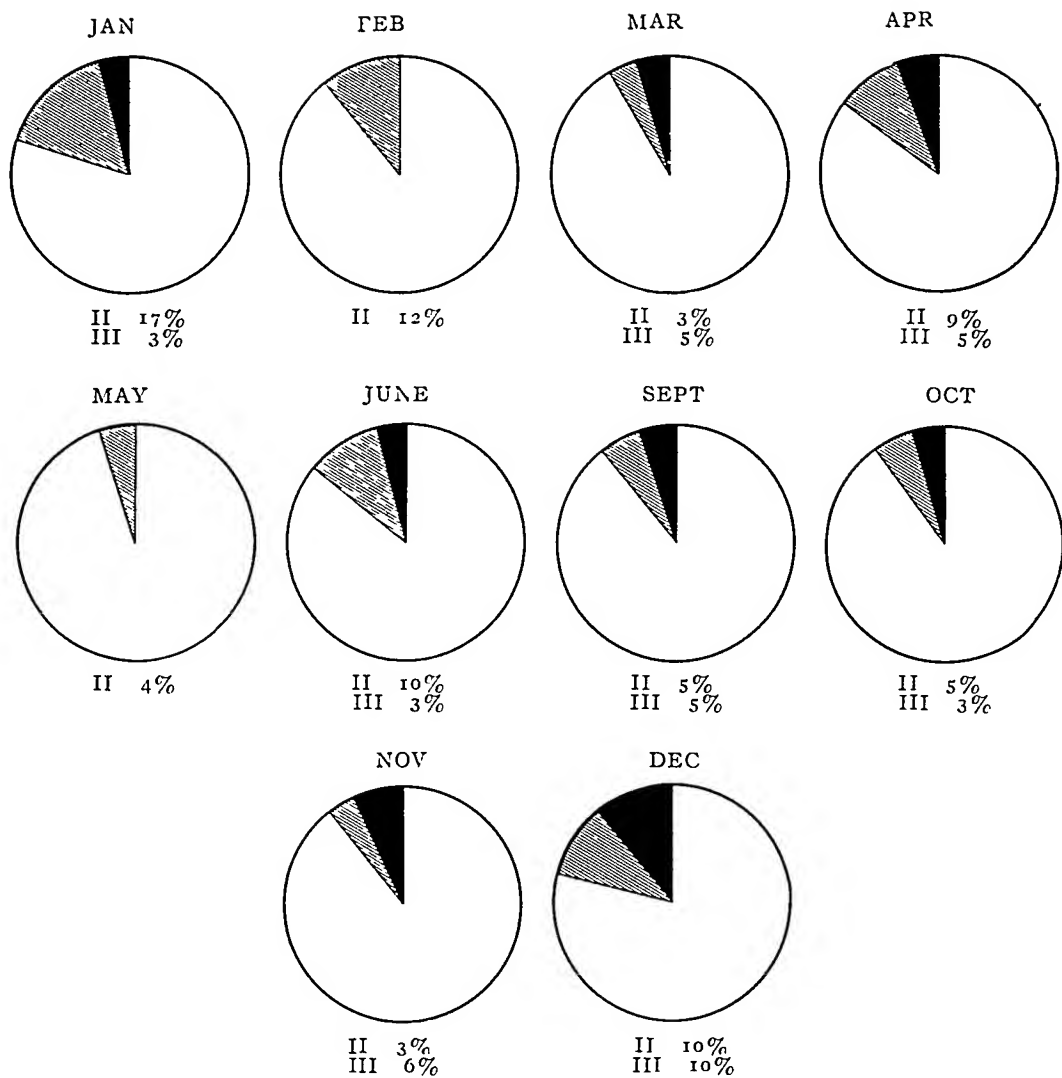 JAN FEB MAR APR
II 17% II 12% II 3% II 9%
III 3% III 5% III 5%
MAY JUNE SEPT OCT
II 4% II 10% II 5% II 5%
III 3% III 5% III 3%
NOV DEC
II 3% II 10%
III 6% III 10%